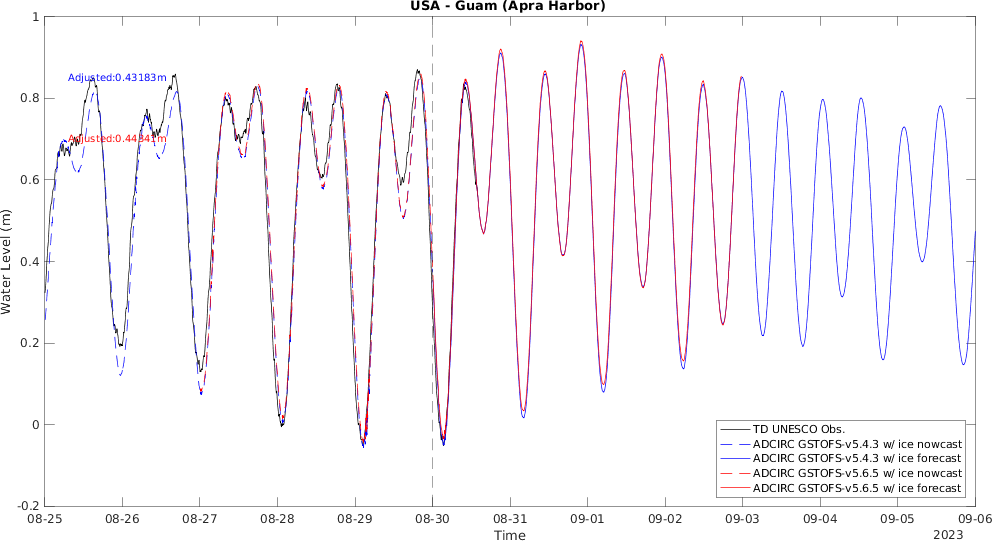 USA - Guam (Apra Harbor)
1
0.8
0.6
0.4
0.2
0
-0.2
Water Level (m)
Adjusted:0.43183m
Adjusted:0.44343m
TD UNESCO Obs.
ADCIRC GSTOFS-v5.4.3 w/ ice nowcast
ADCIRC GSTOFS-v5.4.3 w/ ice forecast
ADCIRC GSTOFS-v5.6.5 w/ ice nowcast
ADCIRC GSTOFS-v5.6.5 w/ ice forecast
08-25 08-26 08-27 08-28 08-29 08-30 08-31 09-01 09-02 09-03 09-04 09-05 09-06
Time
2023